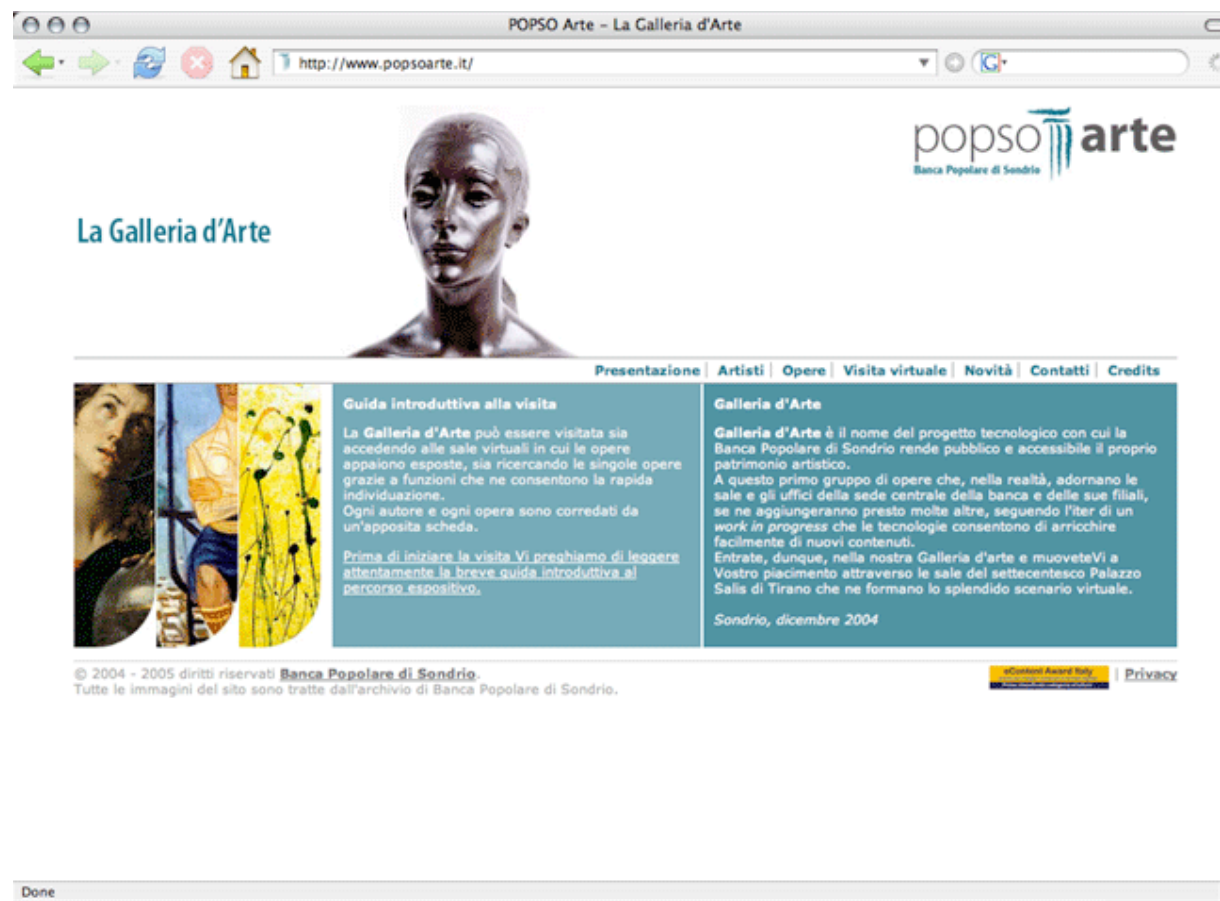 POPSO Arte – La Galleria d'Arte
http://www.popsoarte.it/
G
popso arte
Banca Popolare di Sondrio
La Galleria d'Arte
Presentazione | Artisti | Opere | Visita virtuale | Novità | Contatti | Credits
Guida introduttiva alla visita
La Galleria d'Arte può essere visitata sia
accedendo alle sale virtuali in cui le opere
appaiono esposte, sia ricercando le singole opere
grazie a funzioni che ne consentono la rapida
individuazione.
Ogni autore e ogni opera sono corredati da
un'apposita scheda.
Prima di iniziare la visita Vi preghiamo di leggere
attentamente la breve guida introduttiva al
percorso espositivo.
Galleria d'Arte
Galleria d'Arte è il nome del progetto tecnologico con cui la
Banca Popolare di Sondrio rende pubblico e accessibile il proprio
patrimonio artistico.
A questo primo gruppo di opere che, nella realtà, adornano le
sale e gli uffici della sede centrale della banca e delle sue filiali,
se ne aggiungeranno presto molte altre, seguendo l'iter di un
work in progress che le tecnologie consentono di arricchire
facilmente di nuovi contenuti.
Entrate, dunque, nella nostra Galleria d'arte e muoveteVi a
Vostro piacimento attraverso le sale del settecentesco Palazzo
Salis di Tirano che ne formano lo splendido scenario virtuale.
Sondrio, dicembre 2004
© 2004 - 2005 diritti riservati Banca Popolare di Sondrio.
Tutte le immagini del sito sono tratte dall'archivio di Banca Popolare di Sondrio.
eContent Award Italy
| Privacy
Done